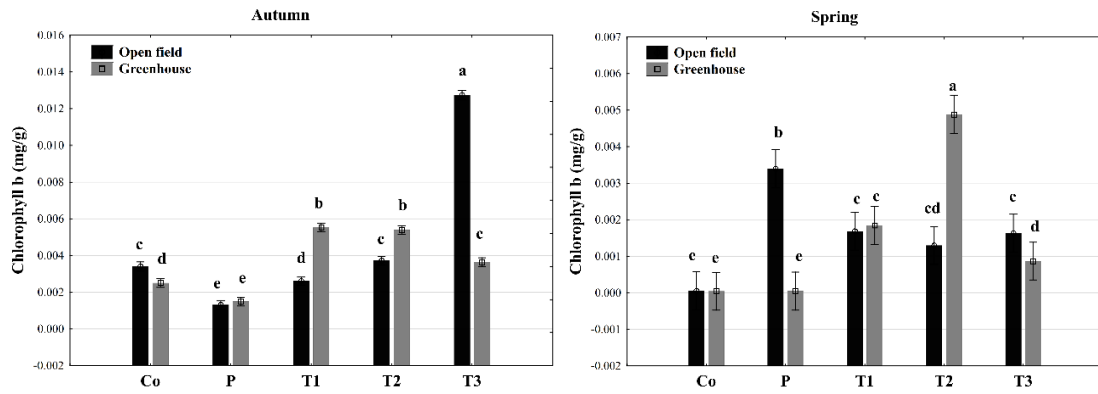 Autumn
0.016
0.014
0.012
0.010
0.008
0.006
0.004
0.002
0.000
-0.002
Chlorophyll b (mg/g)
Open field
Greenhouse
c d e e d b c b a c
Co P T1 T2 T3
Spring
0.007
0.006
0.005
0.004
0.003
0.002
0.001
0.000
-0.001
-0.002
Chlorophyll b (mg/g)
Open field
Greenhouse
e e b e c c cd a c d
Co P T1 T2 T3